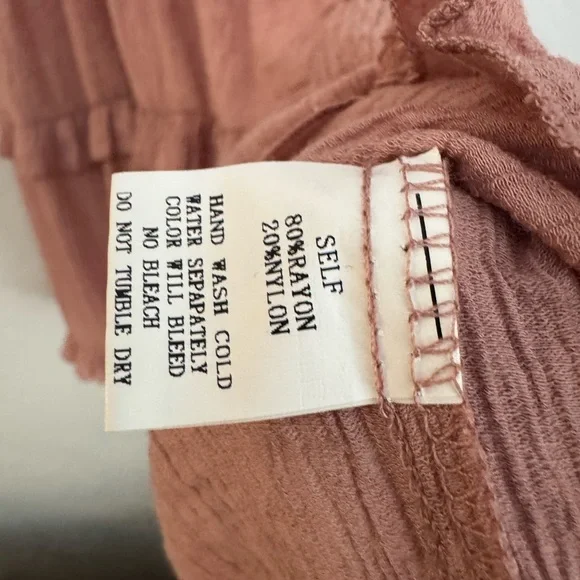 SELF
80%RAYON
20%NYLON
HAND WASH COLD
WATER SEPAPATELY
COLOR WILL BLEED
NO BLEACH
DO NOT TUMBLE DRY